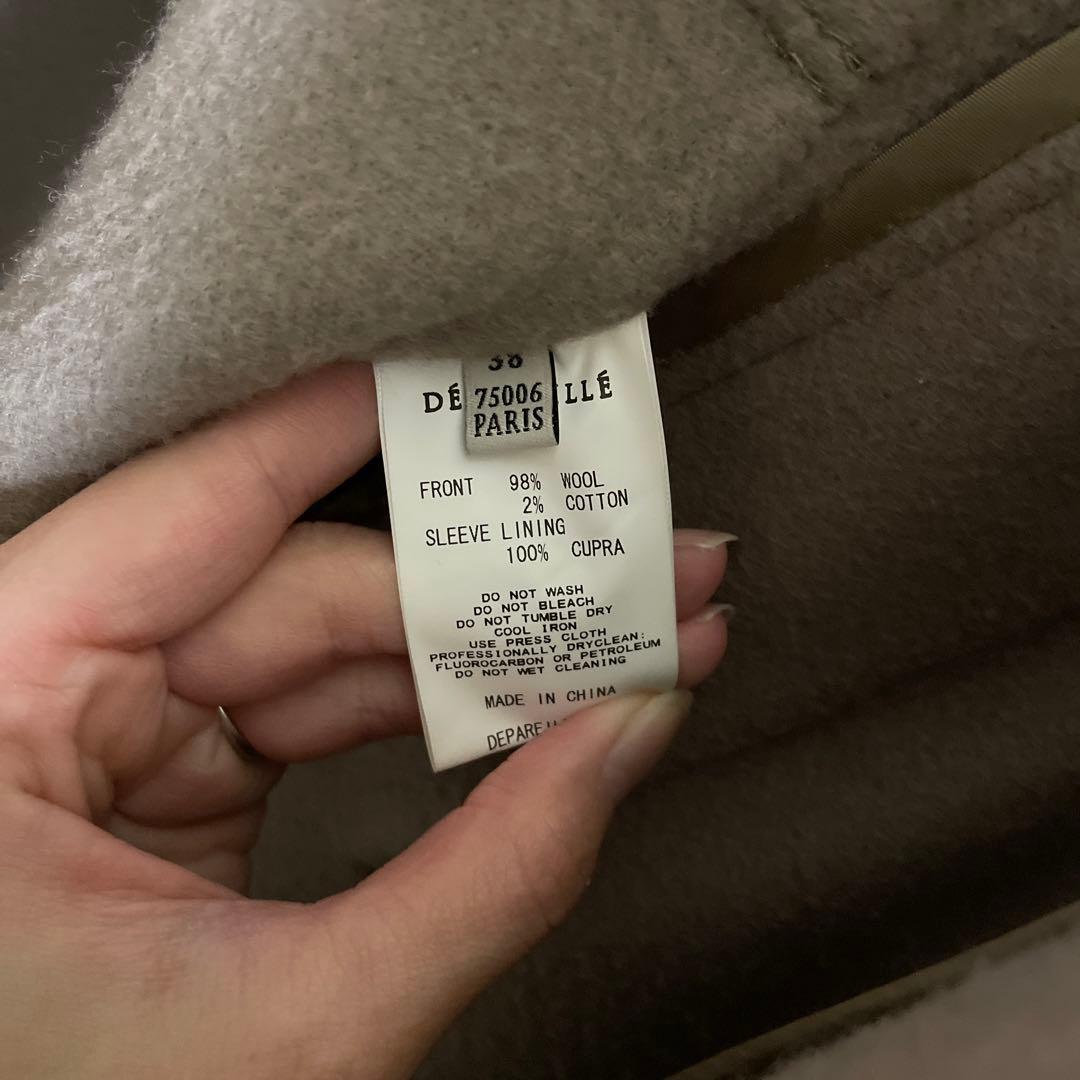 38
75006
PARIS
FRONT 98% WOOL
2% COTTON
SLEEVE LINING
100% CUPRA
DO NOT WASH
DO NOT BLEACH
DO NOT TUMBLE DRY
COOL IRON
USE PRESS CLOTH
PROFESSIONALLY DRYCLEAN:
FLUOROCARBON OR PETROLEUM
DO NOT WET CLEANING
MADE IN CHINA